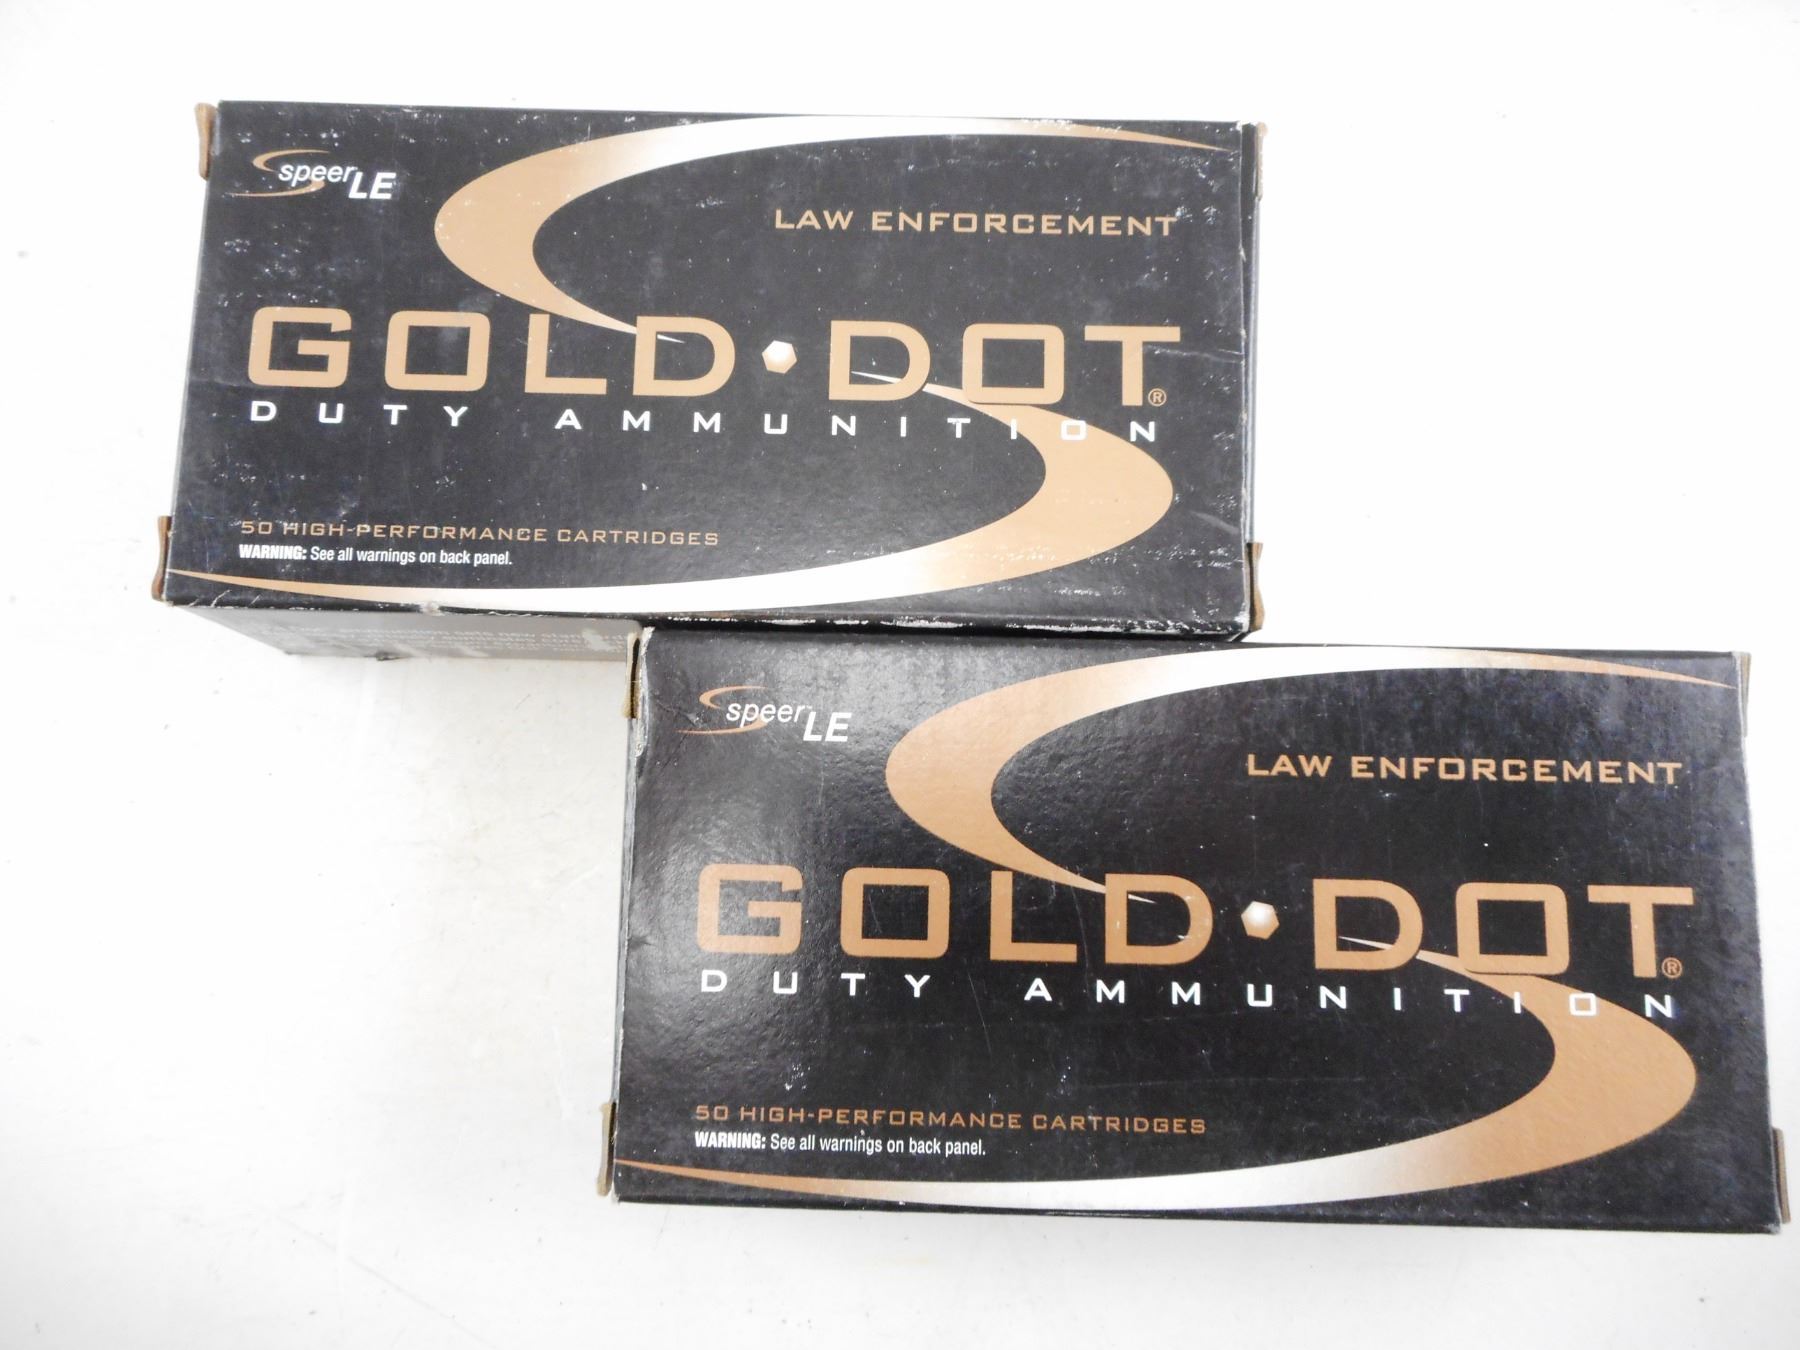 speer LE
LAW ENFORCEMENT
GOLD DOT®
DUTY AMMUNITION
50 HIGH-PERFORMANCE CARTRIDGES
WARNING: See all warnings on back panel.
speer LE
LAW ENFORCEMENT
GOLD DOT®
DUTY AMMUNITION
50 HIGH-PERFORMANCE CARTRIDGES
WARNING: See all warnings on back panel.